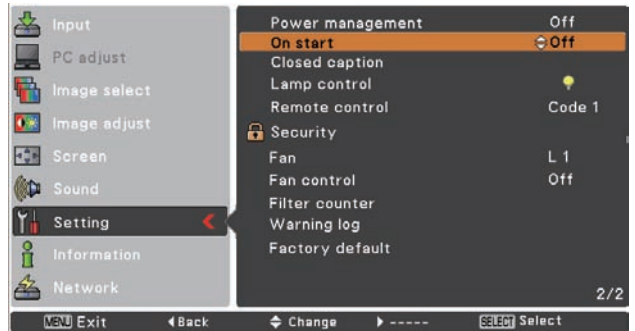 Input
PC adjust
Image select
Image adjust
Screen
Sound
Setting
Information
Network
Power management Off
On start Off
Closed caption
Lamp control
Remote control Code 1
Security
Fan L 1
Fan control Off
Filter counter
Warning log
Factory default
2/2
MENU Exit Back Change ----- SELECT Select